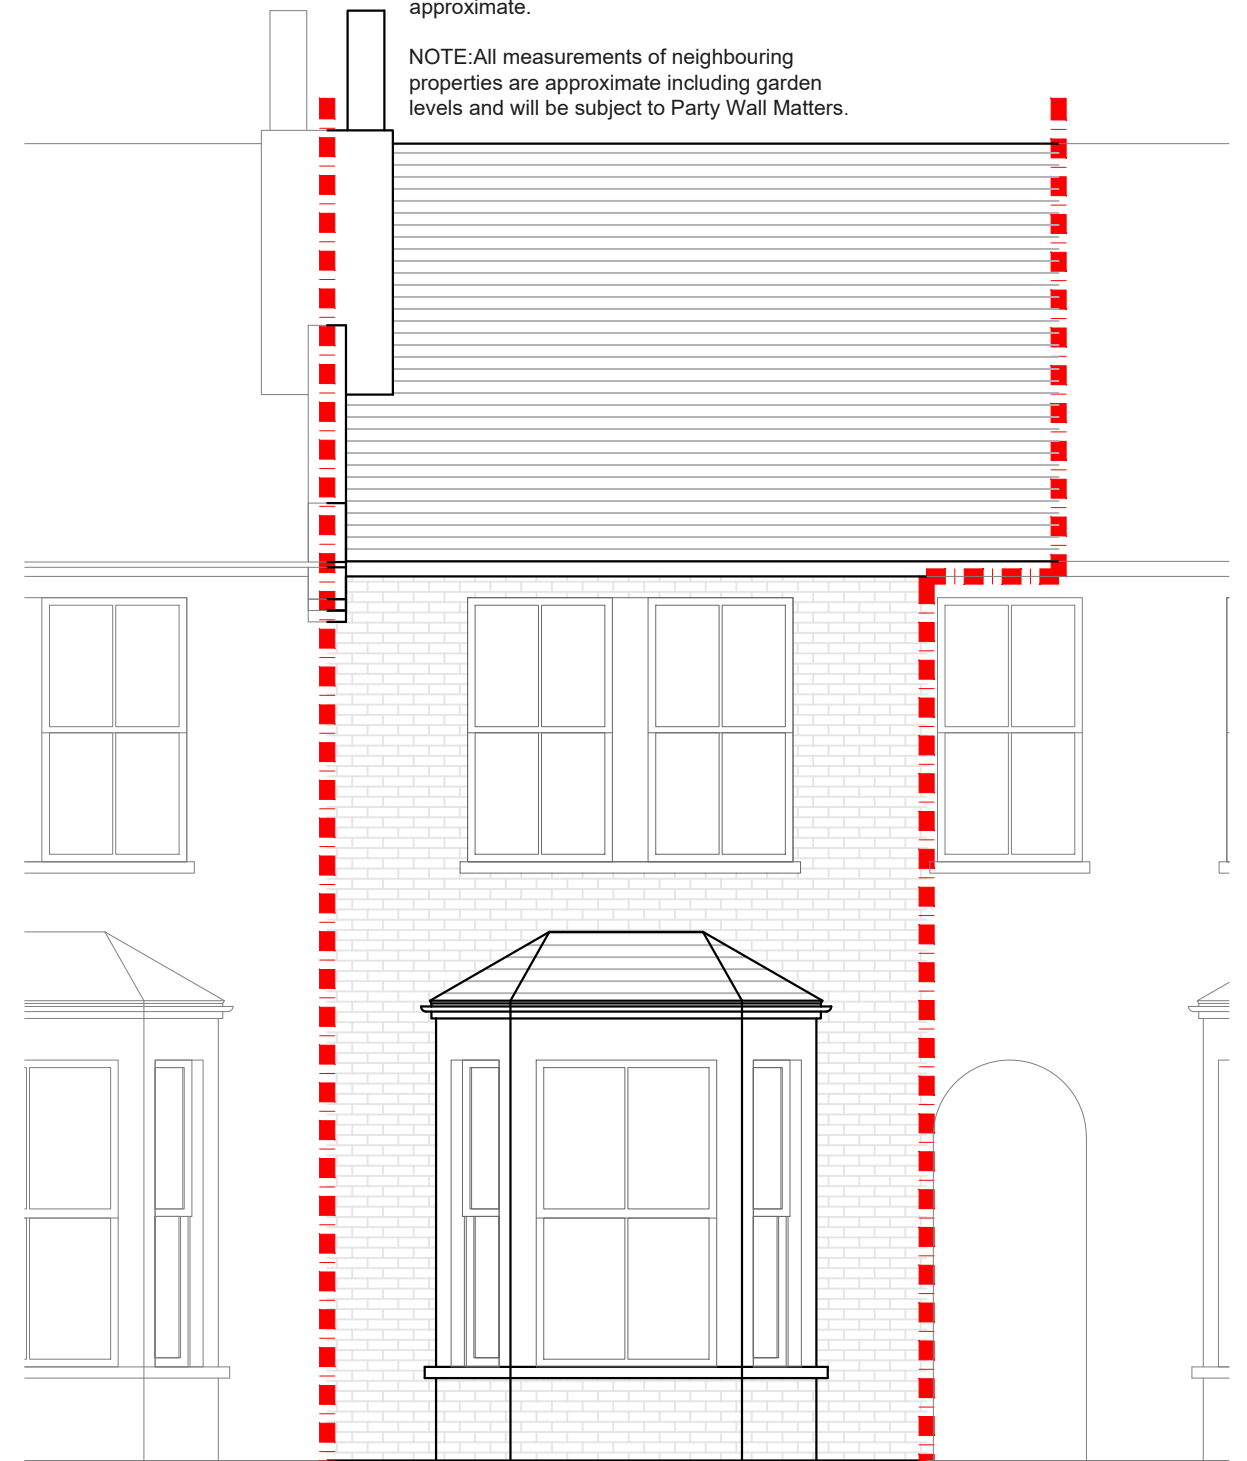 approximate.
NOTE:All measurements of neighbouring
properties are approximate including garden
levels and will be subject to Party Wall Matters.